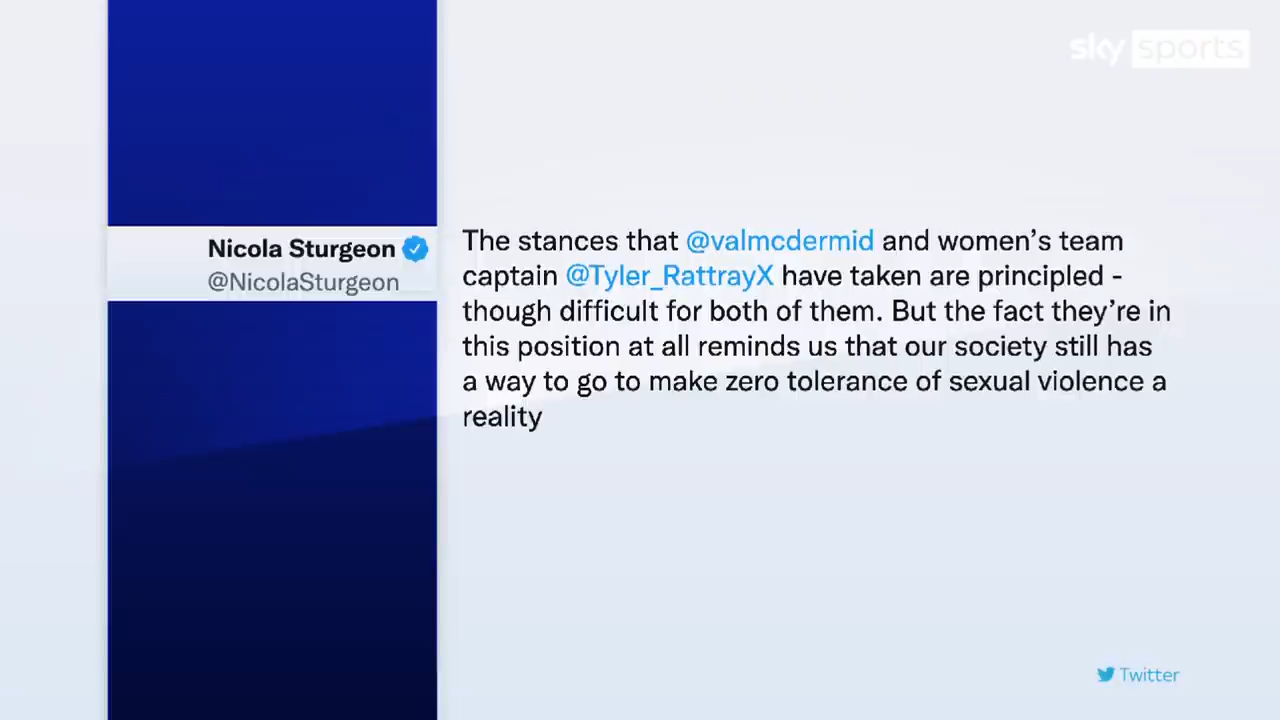 sky sports
Nicola Sturgeon
@NicolaSturgeon
The stances that @valmcdermid and women’s team
captain @Tyler_RattrayX have taken are principled -
though difficult for both of them. But the fact they’re in
this position at all reminds us that our society still has
a way to go to make zero tolerance of sexual violence a
reality
Twitter